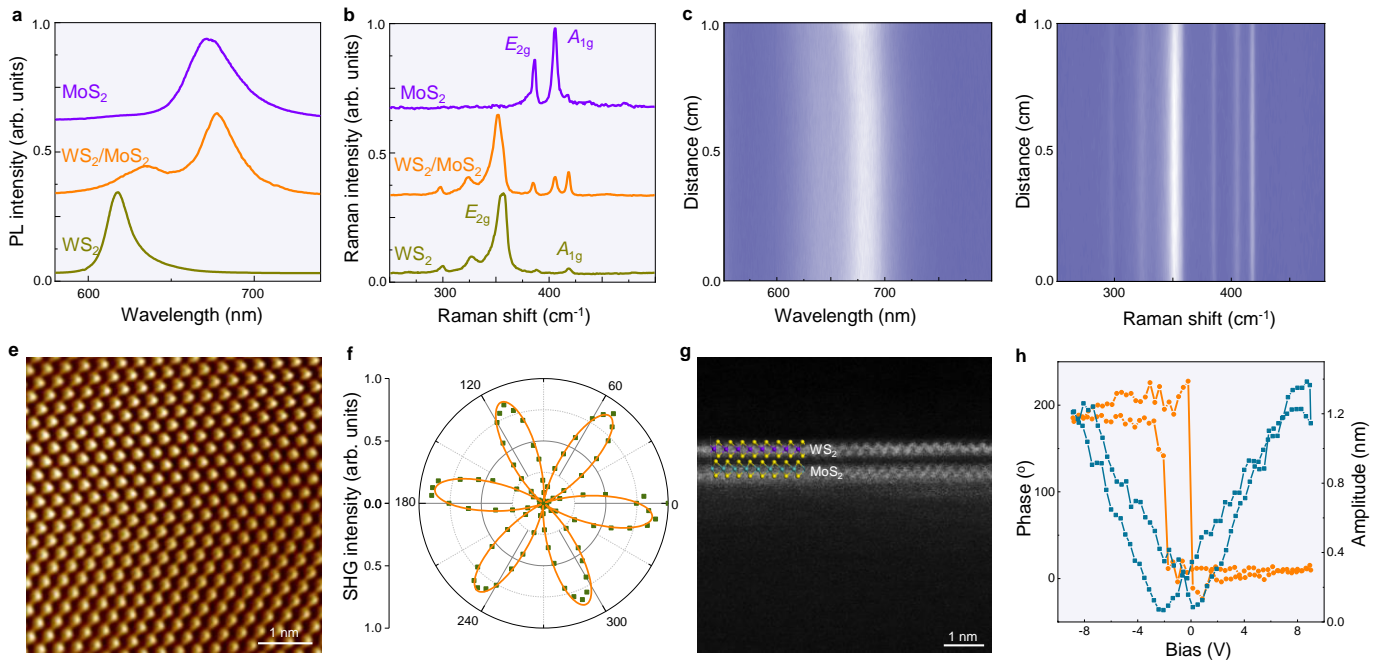 a
PL intensity (arb. units)
1.0
0.5
0.0
MoS2
WS2/MoS2
WS2
600
700
Wavelength (nm)
b
Raman intensity (arb. units)
1.0
0.5
0.0
E2g
A1g
MoS2
WS2/MoS2
E2g
A1g
WS2
300
400
Raman shift (cm-1)
c
Distance (cm)
1.0
0.5
0.0
600
700
Wavelength (nm)
d
Distance (cm)
1.0
0.5
0.0
300
400
Raman shift (cm-1)
e
1 nm
f
SHG intensity (arb. units)
1.0
0.5
0.0
0.5
1.0
120
60
180
0
240
300
g
WS2
MoS2
1 nm
h
Phase (o)
200
100
0
-8
-4
0
4
8
Bias (V)
1.2
0.8
0.4
0.0
Amplitude (nm)